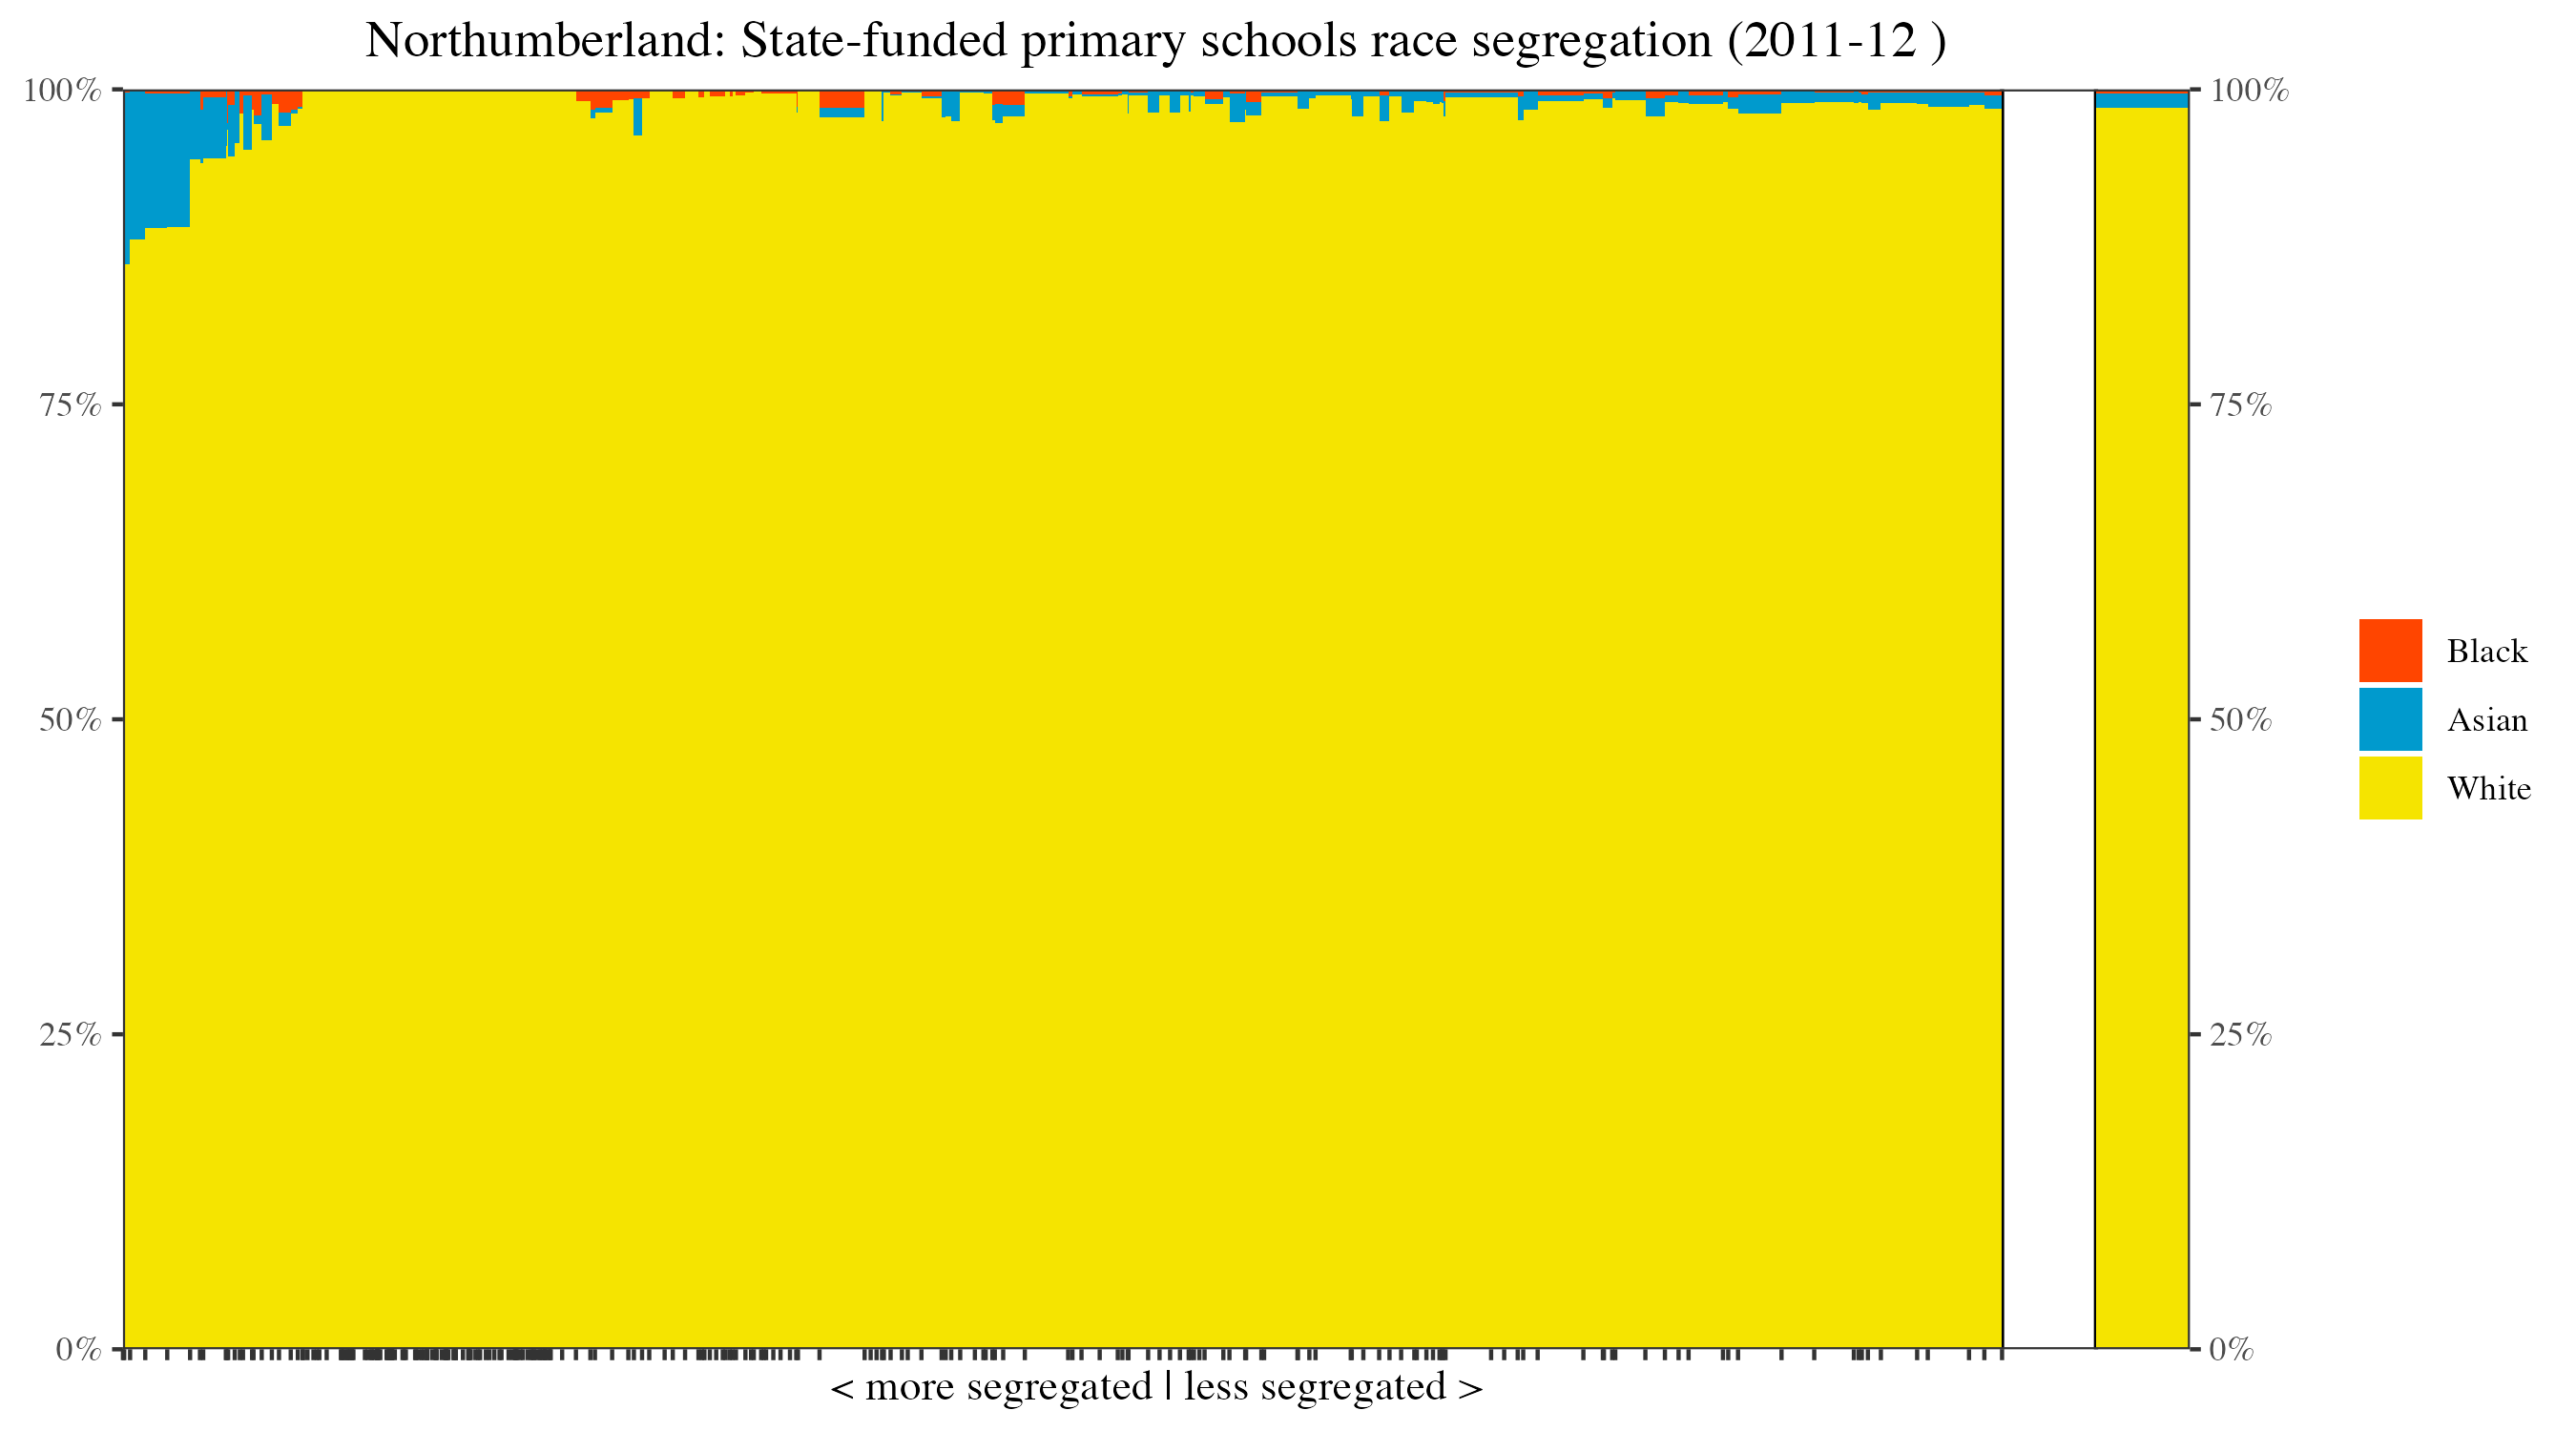 Northumberland: State-funded primary schools race segregation (2011-12 )
100%
75%
50%
25%
0%
100%
75%
50%
25%
0%
Black
Asian
White
< more segregated | less segregated >